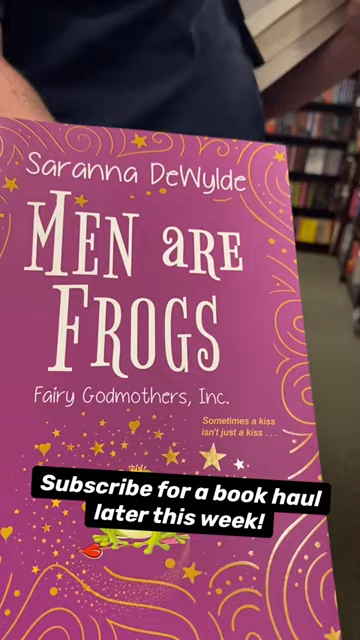 Saranna DeWylde
MEN ARE
FROGS
Fairy Godmothers, Inc.
Sometimes a kiss
isn't just a kiss . . .
Subscribe for a book haul
later this week!